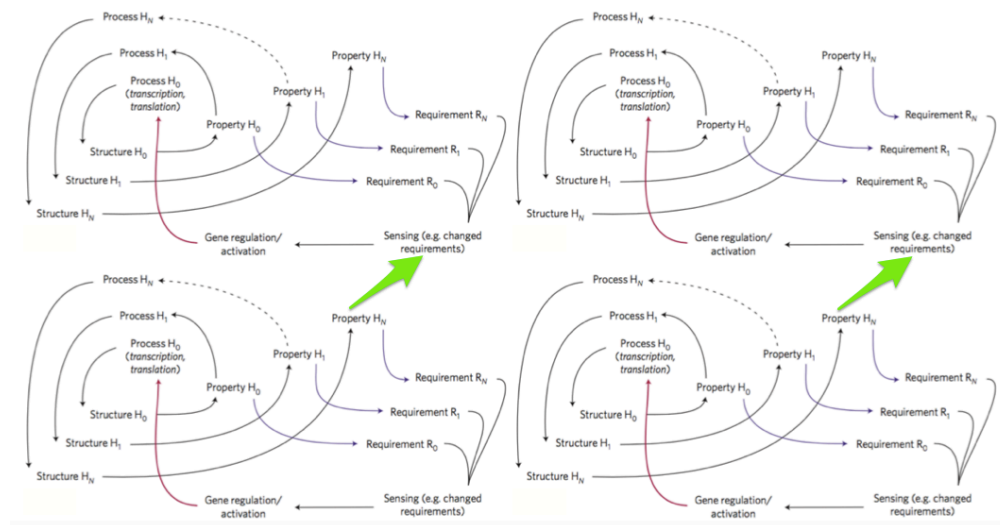 Process H_N
Process H_1
Process H_0
(transcription,
translation)
Property H_N
Property H_1
Property H_0
Requirement R_N
Requirement R_1
Requirement R_0
Structure H_0
Structure H_1
Structure H_N
Gene regulation/
activation
Sensing (e.g. changed
requirements)
Process H_N
Process H_1
Process H_0
(transcription,
translation)
Property H_N
Property H_1
Property H_0
Requirement R_N
Requirement R_1
Requirement R_0
Structure H_0
Structure H_1
Structure H_N
Gene regulation/
activation
Sensing (e.g. changed
requirements)
Process H_N
Process H_1
Process H_0
(transcription,
translation)
Property H_N
Property H_1
Property H_0
Requirement R_N
Requirement R_1
Requirement R_0
Structure H_0
Structure H_1
Structure H_N
Gene regulation/
activation
Sensing (e.g. changed
requirements)
Process H_N
Process H_1
Process H_0
(transcription,
translation)
Property H_N
Property H_1
Property H_0
Requirement R_N
Requirement R_1
Requirement R_0
Structure H_0
Structure H_1
Structure H_N
Gene regulation/
activation
Sensing (e.g. changed
requirements)